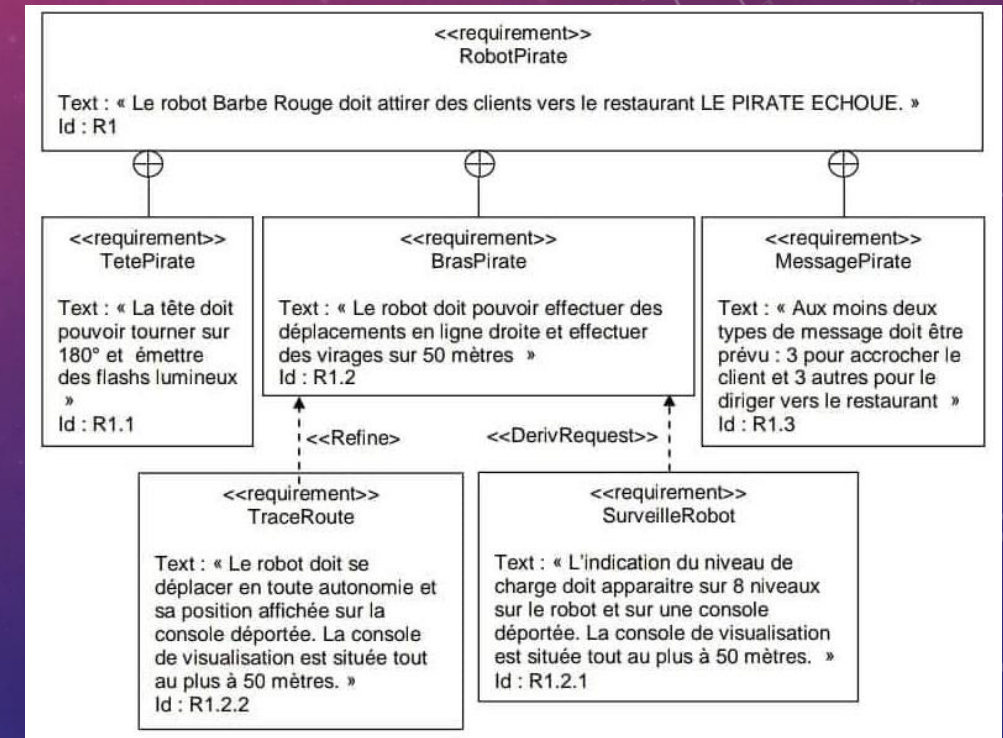 <<requirement>>
RobotPirate
Text : « Le robot Barbe Rouge doit attirer des clients vers le restaurant LE PIRATE ECHOUE. »
Id : R1
<<requirement>>
TetePirate
Text : « La tête doit
pouvoir tourner sur
180° et émettre
des flashs lumineux
»
Id : R1.1
<<requirement>>
BrasPirate
Text : « Le robot doit pouvoir effectuer des
déplacements en ligne droite et effectuer
des virages sur 50 mètres »
Id : R1.2
<<requirement>>
MessagePirate
Text : « Aux moins deux
types de message doit être
prévu : 3 pour accrocher le
client et 3 autres pour le
diriger vers le restaurant »
Id : R1.3
<<Refine>
<<DerivRequest>>
<<requirement>>
TraceRoute
Text : « Le robot doit se
déplacer en toute autonomie et
sa position affichée sur la
console déportée. La console
de visualisation est située tout
au plus à 50 mètres. »
Id : R1.2.2
<<requirement>>
SurveilleRobot
Text : « L'indication du niveau de
charge doit apparaitre sur 8 niveaux
sur le robot et sur une console
déportée. La console de visualisation
est située tout au plus à 50 mètres. »
Id : R1.2.1